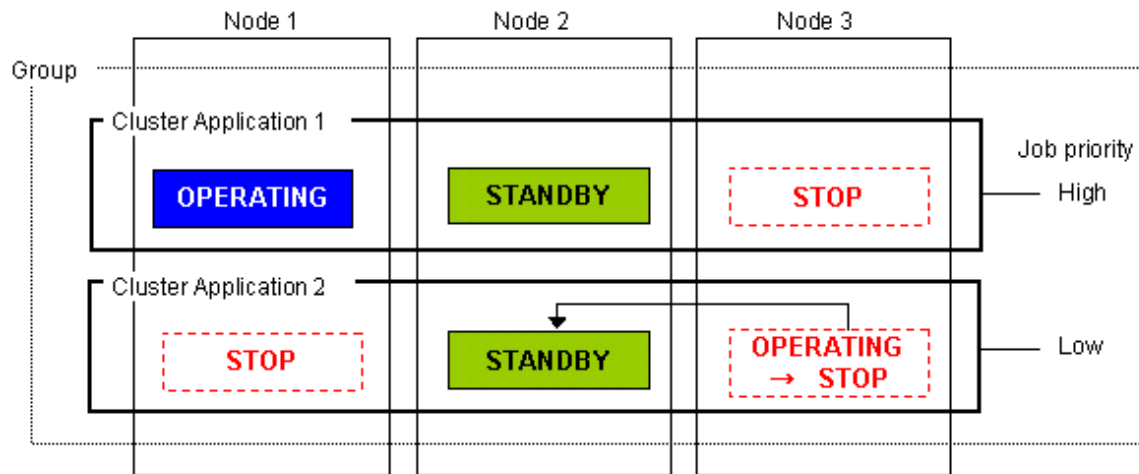 Node 1 Node 2 Node 3
Group
Cluster Application 1
Job priority
OPERATING STANDBY STOP High
Cluster Application 2
STOP STANDBY OPERATING Low
→ STOP